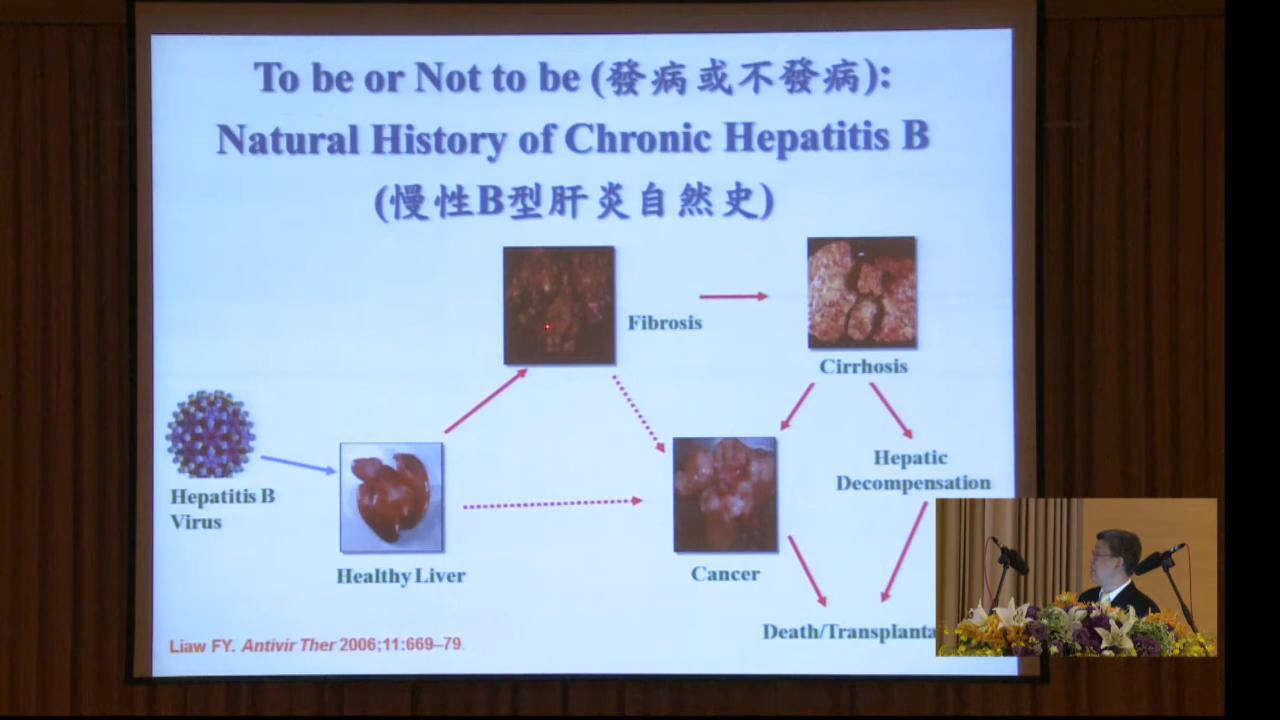 To be or Not to be (發病或不發病):
Natural History of Chronic Hepatitis B
(慢性B型肝炎自然史)
Fibrosis
Cirrhosis
Hepatic
Decompensation
Hepatitis B
Virus
Healthy Liver
Cancer
Death/Transplanta
Liaw FY. Antivir Ther 2006;11:669–79.